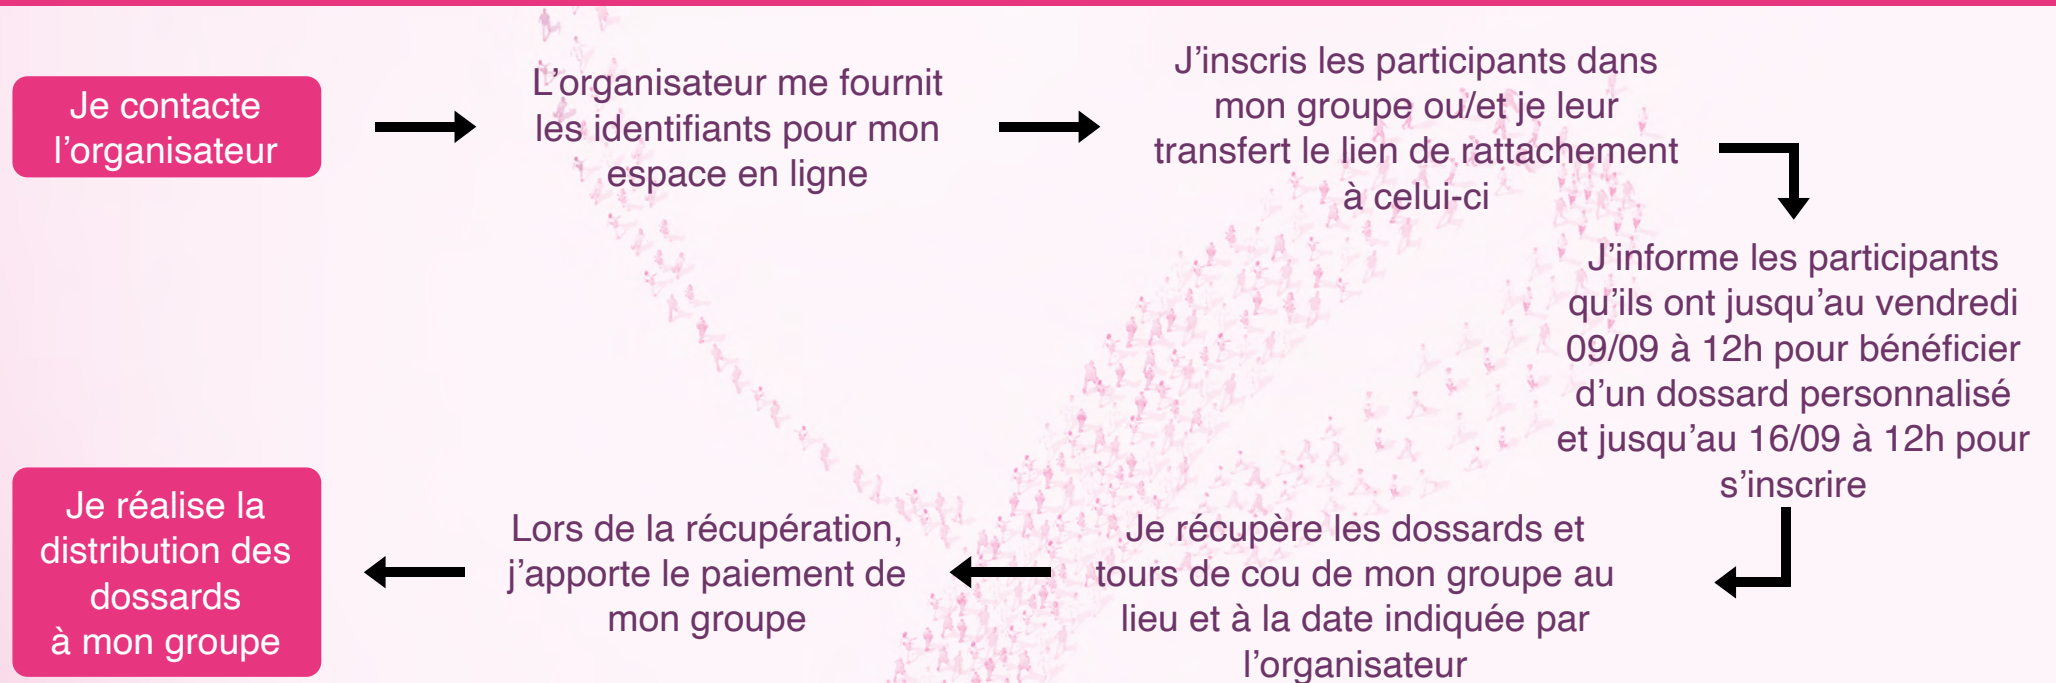 Je contacte
l’organisateur
L’organisateur me fournit
les identifiants pour mon
espace en ligne
J’inscris les participants dans
mon groupe ou/et je leur
transfert le lien de rattachement
à celui-ci
J’informe les participants
qu’ils ont jusqu’au vendredi
09/09 à 12h pour bénéficier
d’un dossard personnalisé
et jusqu’au 16/09 à 12h pour
s’inscrire
Je récupère les dossards et
tours de cou de mon groupe au
lieu et à la date indiquée par
l’organisateur
Lors de la récupération,
j’apporte le paiement de
mon groupe
Je réalise la
distribution des
dossards
à mon groupe